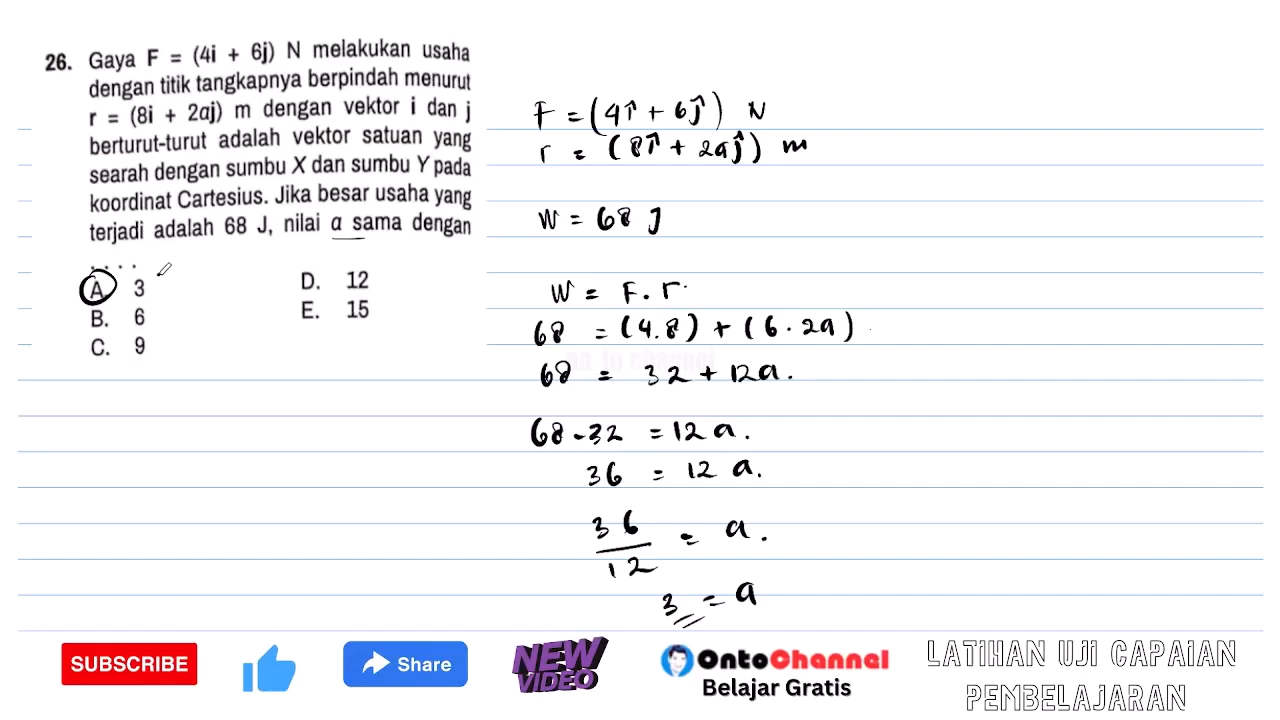 26. Gaya F = (4i + 6j) N melakukan usaha
dengan titik tangkapnya berpindah menurut
r = (8i + 2aj) m dengan vektor i dan j
berturut-turut adalah vektor satuan yang
searah dengan sumbu X dan sumbu Y pada
koordinat Cartesius. Jika besar usaha yang
terjadi adalah 68 J, nilai a sama dengan
. . . .
A. 3
B. 6
C. 9
D. 12
E. 15
F = (4î + 6ĵ) N
r = (8î + 2aĵ) m
W = 68 J
W = F. r.
68 = (4.8) + (6.2a)
68 = 32 + 12a.
68 - 32 = 12 a.
36 = 12 a.
36/12 = a.
3 = a
SUBSCRIBE
Share
NEW
VIDEO
OntoChannel
Belajar Gratis
LATIHAN UJI CAPAIAN
PEMBELAJARAN